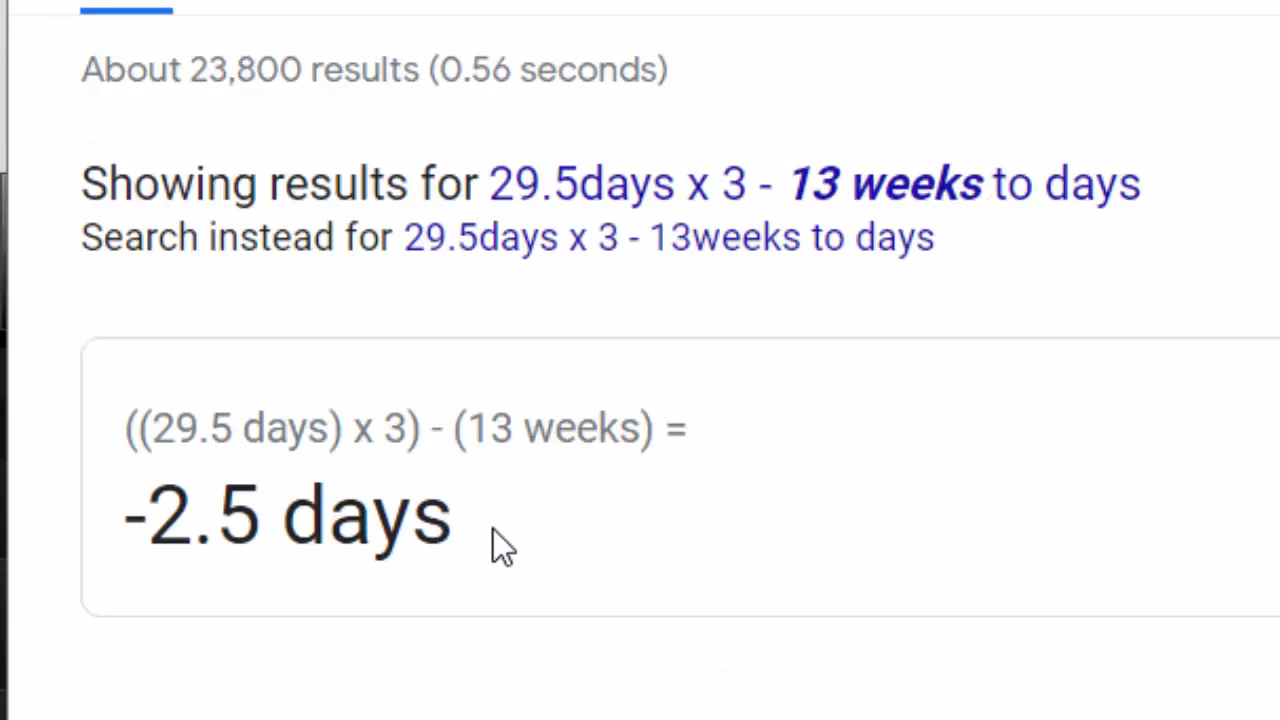 About 23,800 results (0.56 seconds)
Showing results for 29.5days x 3 - 13 weeks to days
Search instead for 29.5days x 3 - 13weeks to days
((29.5 days) x 3) - (13 weeks) =
-2.5 days